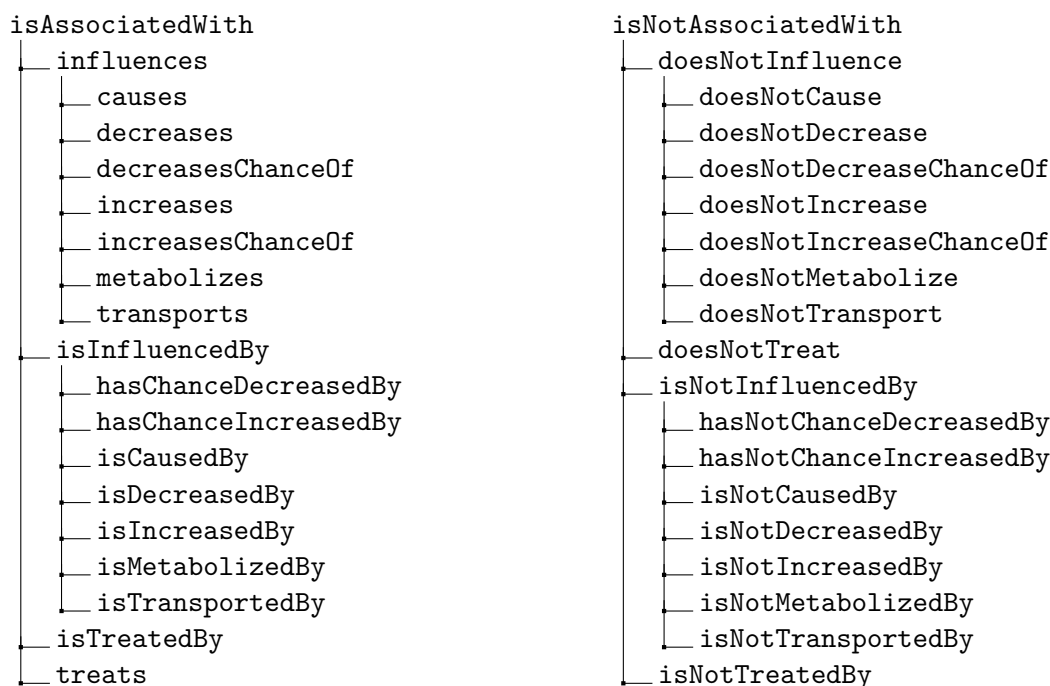 isAssociatedWith
influences
causes
decreases
decreasesChanceOf
increases
increasesChanceOf
metabolizes
transports
isInfluencedBy
hasChanceDecreasedBy
hasChanceIncreasedBy
isCausedBy
isDecreasedBy
isIncreasedBy
isMetabolizedBy
isTransportedBy
isTreatedBy
treats
isNotAssociatedWith
doesNotInfluence
doesNotCause
doesNotDecrease
doesNotDecreaseChanceOf
doesNotIncrease
doesNotIncreaseChanceOf
doesNotMetabolize
doesNotTransport
doesNotTreat
isNotInfluencedBy
hasNotChanceDecreasedBy
hasNotChanceIncreasedBy
isNotCausedBy
isNotDecreasedBy
isNotIncreasedBy
isNotMetabolizedBy
isNotTransportedBy
isNotTreatedBy